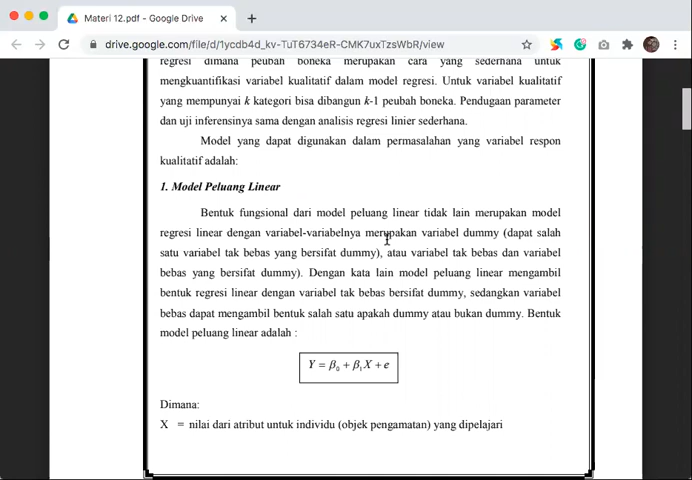 Materi 12.pdf - Google Drive
drive.google.com/file/d/1ycdb4d_kv-TuT6734eR-CMK7uxTzsWbR/view
regresi dimana peubah boneka merupakan cara yang sederhana untuk
mengkuantifikasi variabel kualitatif dalam model regresi. Untuk variabel kualitatif
yang mempunyai k kategori bisa dibangun k-1 peubah boneka. Pendugaan parameter
dan uji inferensinya sama dengan analisis regresi linier sederhana.
Model yang dapat digunakan dalam permasalahan yang variabel respon
kualitatif adalah:
1. Model Peluang Linear
Bentuk fungsional dari model peluang linear tidak lain merupakan model
regresi linear dengan variabel-variabelnya merupakan variabel dummy (dapat salah
satu variabel tak bebas yang bersifat dummy), atau variabel tak bebas dan variabel
bebas yang bersifat dummy). Dengan kata lain model peluang linear mengambil
bentuk regresi linear dengan variabel tak bebas bersifat dummy, sedangkan variabel
bebas dapat mengambil bentuk salah satu apakah dummy atau bukan dummy. Bentuk
model peluang linear adalah :
Y = β₀ + β₁X + e
Dimana:
X = nilai dari atribut untuk individu (objek pengamatan) yang dipelajari